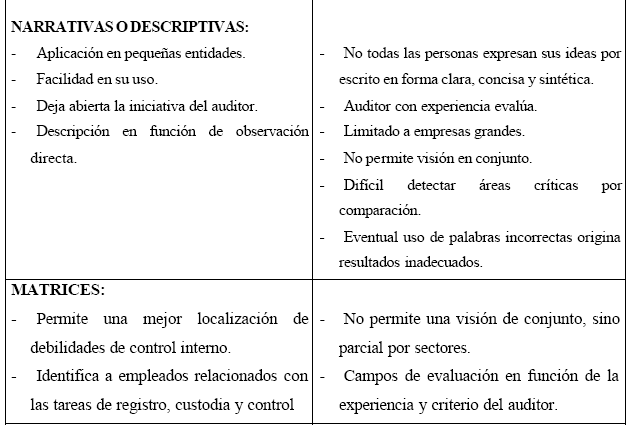 NARRATIVAS O DESCRIPTIVAS:
- Aplicación en pequeñas entidades.
- Facilidad en su uso.
- Deja abierta la iniciativa del auditor.
- Descripción en función de observación
directa.
- No todas las personas expresan sus ideas por
escrito en forma clara, concisa y sintética.
- Auditor con experiencia evalúa.
- Limitado a empresas grandes.
- No permite visión en conjunto.
- Difícil detectar áreas críticas por
comparación.
- Eventual uso de palabras incorrectas origina
resultados inadecuados.
MATRICES:
- Permite una mejor localización de
debilidades de control interno.
- Identifica a empleados relacionados con
las tareas de registro, custodia y control
- No permite una visión de conjunto, sino
parcial por sectores.
- Campos de evaluación en función de la
experiencia y criterio del auditor.